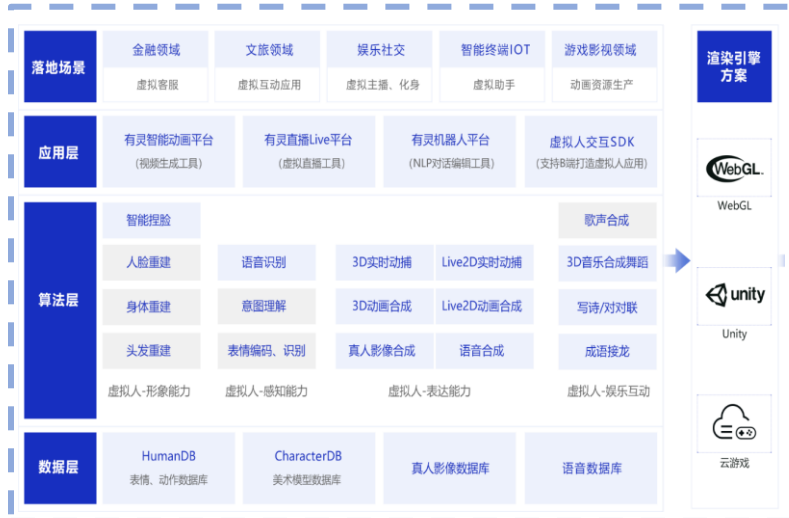 落地场景
金融领域
虚拟客服
文旅领域
虚拟互动应用
娱乐社交
虚拟主播、化身
智能终端IOT
虚拟助手
游戏影视领域
动画资源生产
应用层
有灵智能动画平台
(视频生成工具)
有灵直播Live平台
(虚拟直播工具)
有灵机器人平台
(NLP对话编辑工具)
虚拟人交互SDK
(支持B端打造虚拟人应用)
算法层
智能捏脸
人脸重建
身体重建
头发重建
虚拟人-形象能力
语音识别
意图理解
表情编码、识别
虚拟人-感知能力
3D实时动捕
Live2D实时动捕
3D动画合成
Live2D动画合成
真人影像合成
语音合成
虚拟人-表达能力
歌声合成
3D音乐合成舞蹈
写诗/对对联
成语接龙
虚拟人-娱乐互动
数据层
HumanDB
表情、动作数据库
CharacterDB
美术模型数据库
真人影像数据库
语音数据库
渲染引擎
方案
WebGL.
WebGL
unity
Unity
云游戏